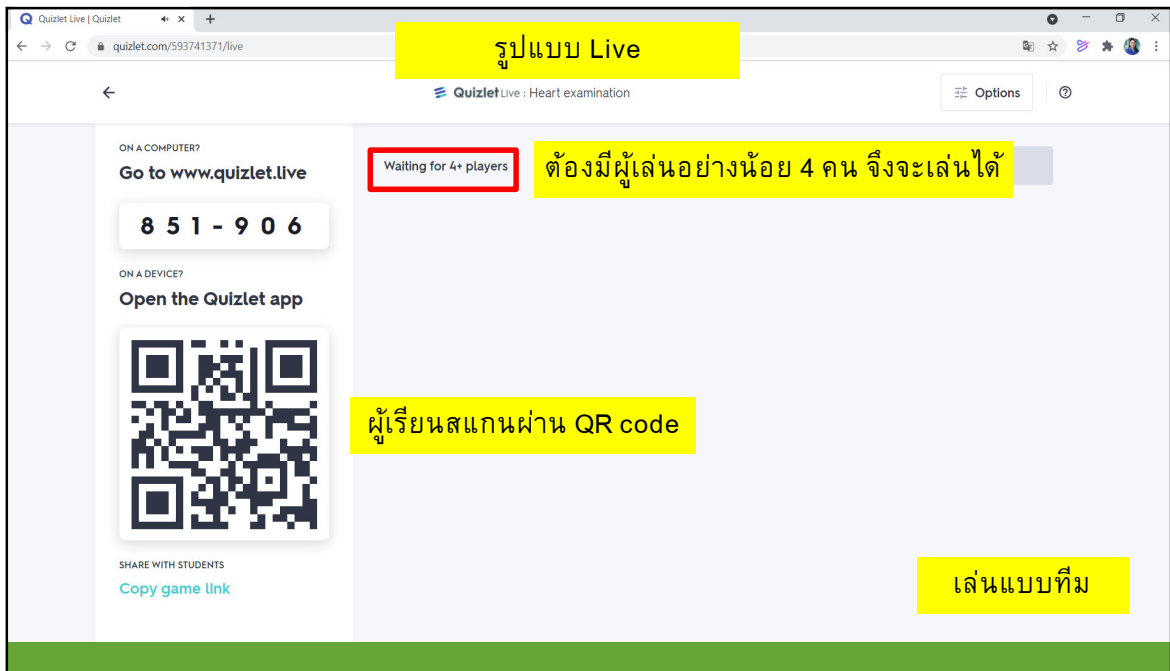 Quizlet Live | Quizlet
quizlet.com/593741371/live
รูปแบบ Live
Quizlet Live : Heart examination
Options
ON A COMPUTER?
Go to www.quizlet.live
851-906
Waiting for 4+ players
ต้องมีผู้เล่นอย่างน้อย 4 คน จึงจะเล่นได้
ON A DEVICE?
Open the Quizlet app
ผู้เรียนสแกนผ่าน QR code
SHARE WITH STUDENTS
Copy game link
เล่นแบบทีม